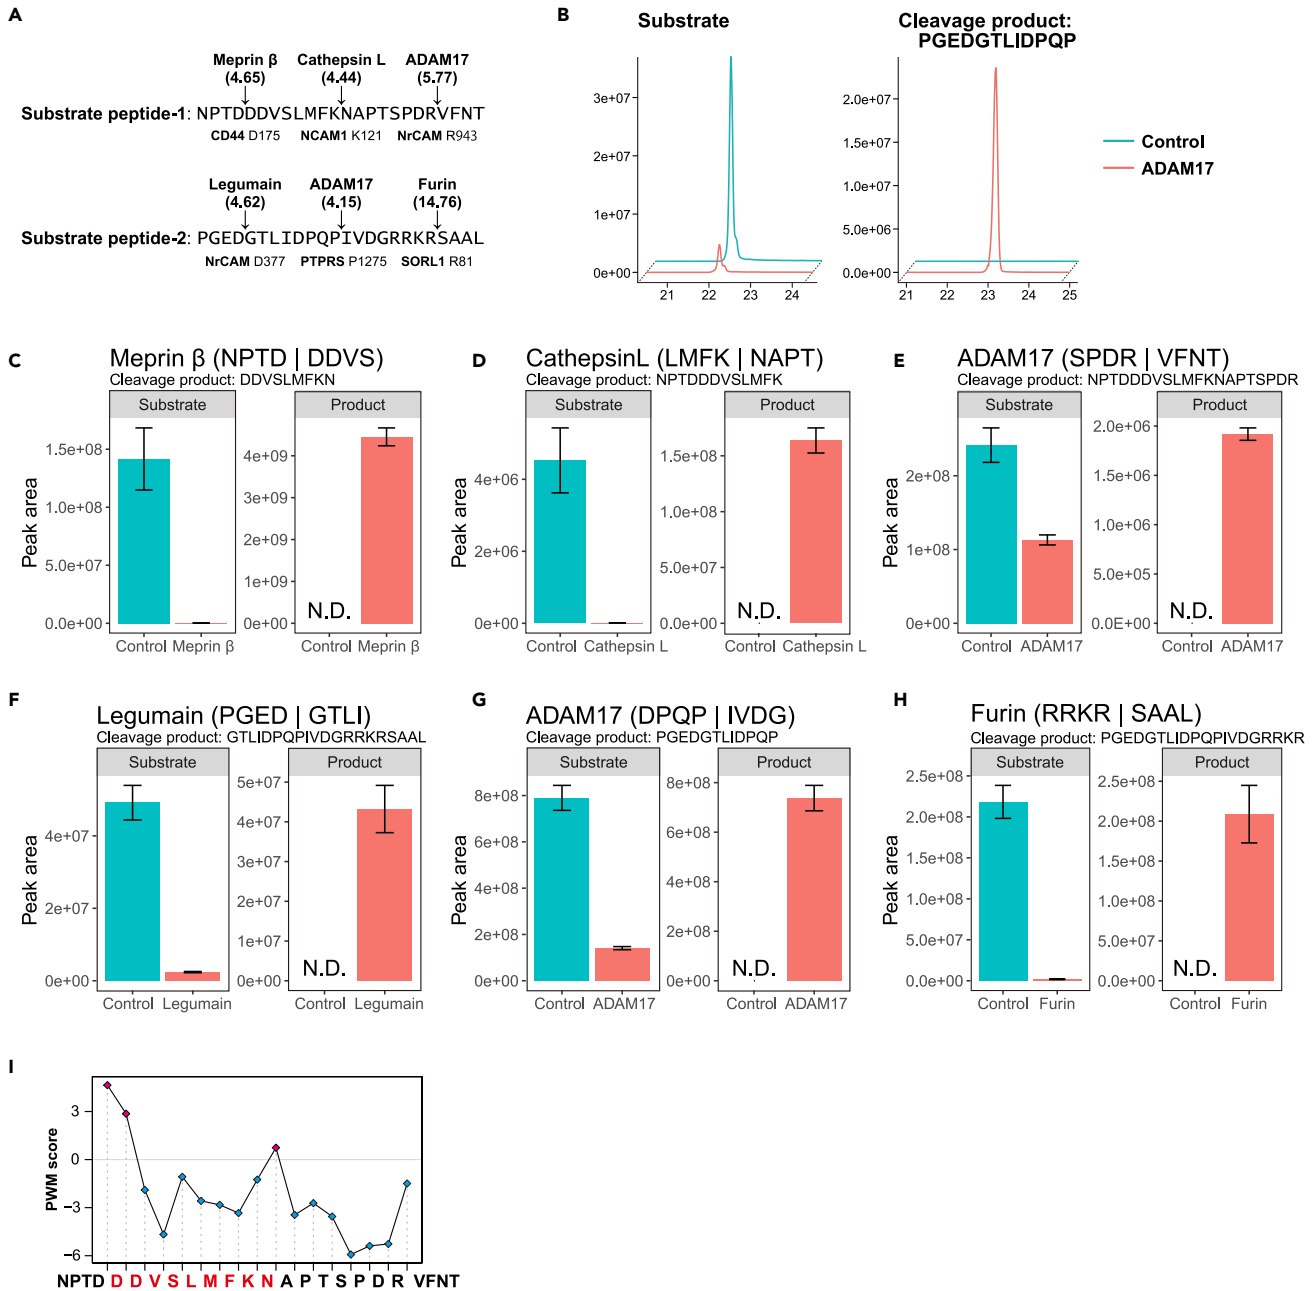 A
Meprin β Cathepsin L ADAM17
(4.65) (4.44) (5.77)
Substrate peptide-1: NPTDDDVSLMFKNAPTSPDRVFNT
CD44 D175 NCAM1 K121 NrCAM R943
Legumain ADAM17 Furin
(4.62) (4.15) (14.76)
Substrate peptide-2: PGEDGTLIDPQPIVDGRRKRSAAL
NrCAM D377 PTPRS P1275 SORL1 R81
B
Substrate
3e+07
2e+07
1e+07
0e+00
21 22 23 24
Cleavage product:
PGEDGTLIDPQP
2.0e+07
1.5e+07
1.0e+07
5.0e+06
0.0e+00
21 22 23 24 25
Control
ADAM17
C
Meprin β (NPTD | DDVS)
Cleavage product: DDVSLMFKN
Substrate Product
Peak area
1.5e+08
1.0e+08
5.0e+07
0.0e+00
4e+09
3e+09
2e+09
1e+09
0e+00
N.D.
Control Meprin β Control Meprin β
D
CathepsinL (LMFK | NAPT)
Cleavage product: NPTDDDVSLMFK
Substrate Product
Peak area
4e+06
2e+06
0e+00
1.5e+08
1.0e+08
5.0e+07
0.0e+00
N.D.
Control Cathepsin L Control Cathepsin L
E
ADAM17 (SPDR | VFNT)
Cleavage product: NPTDDDVSLMFKNAPTSPDR
Substrate Product
Peak area
2e+08
1e+08
0e+00
2.0e+06
1.5e+06
1.0e+06
5.0e+05
0.0E+00
N.D.
Control ADAM17 Control ADAM17
F
Legumain (PGED | GTLI)
Cleavage product: GTLIDPQPIVDGRRKRSAAL
Substrate Product
Peak area
4e+07
2e+07
0e+00
5e+07
4e+07
3e+07
2e+07
1e+07
0e+00
N.D.
Control Legumain Control Legumain
G
ADAM17 (DPQP | IVDG)
Cleavage product: PGEDGTLIDPQP
Substrate Product
Peak area
8e+08
6e+08
4e+08
2e+08
0e+00
8e+08
6e+08
4e+08
2e+08
0e+00
N.D.
Control ADAM17 Control ADAM17
H
Furin (RRKR | SAAL)
Cleavage product: PGEDGTLIDPQPIVDGRRKR
Substrate Product
Peak area
2.5e+08
2.0e+08
1.5e+08
1.0e+08
5.0e+07
0.0e+00
2.5e+08
2.0e+08
1.5e+08
1.0e+08
5.0e+07
0.0e+00
N.D.
Control Furin Control Furin
I
PWM score
3
0
−3
−6
NPTD D D V S L M F K N A P T S P D R VFNT